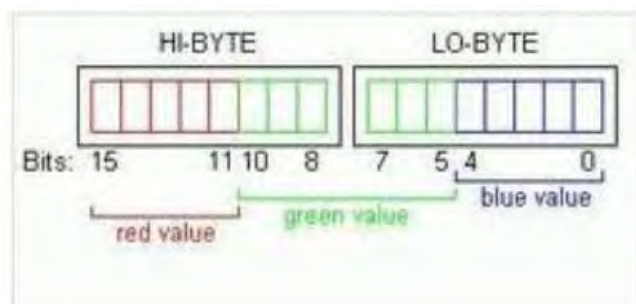 HI-BYTE LO-BYTE
Bits: 15 11 10 8 7 5 4 0
red value green value blue value